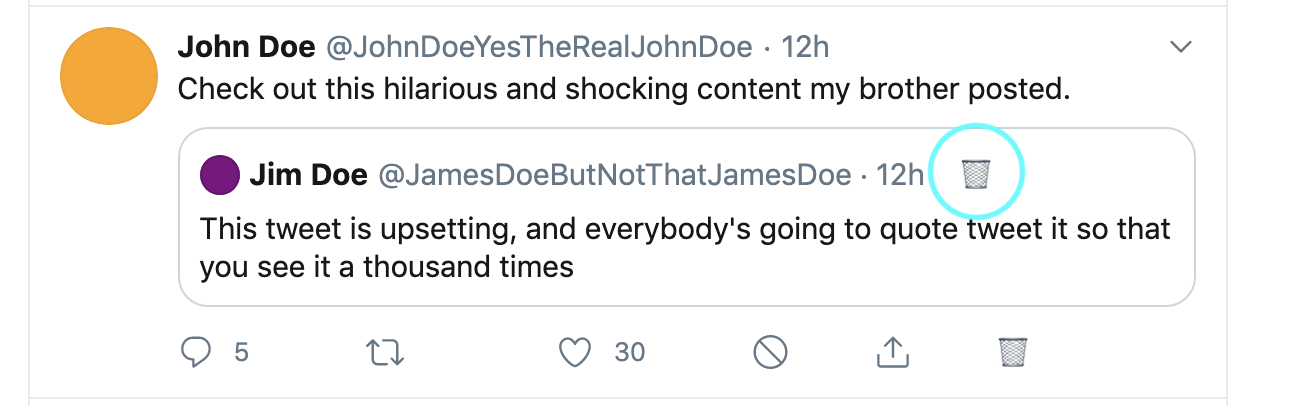 John Doe @JohnDoeYesTheRealJohnDoe · 12h
Check out this hilarious and shocking content my brother posted.
Jim Doe @JamesDoeButNotThatJamesDoe · 12h
This tweet is upsetting, and everybody's going to quote tweet it so that
you see it a thousand times
5 30